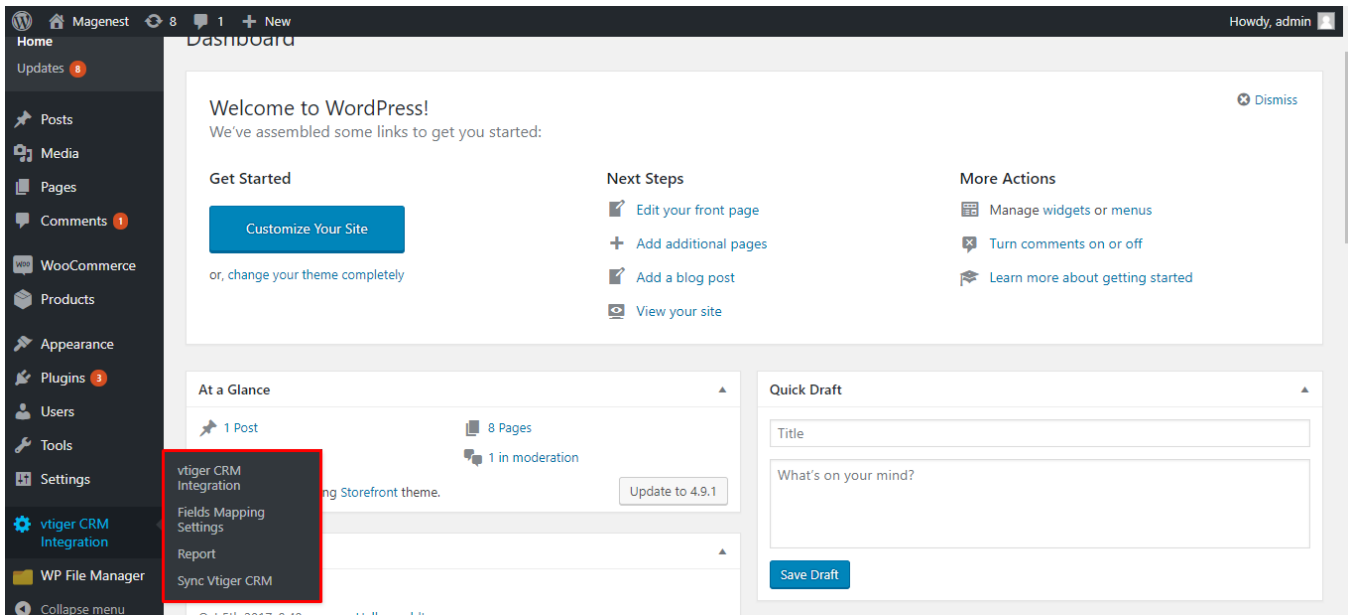 Magenest 8 1 New
Howdy, admin
Home
Updates 8
Posts
Media
Pages
Comments 1
WooCommerce
Products
Appearance
Plugins 3
Users
Tools
Settings
vtiger CRM
Integration
WP File Manager
Collapse menu
vtiger CRM
Integration
Fields Mapping
Settings
Report
Sync Vtiger CRM
Dashboard
Welcome to WordPress!
Dismiss
We've assembled some links to get you started:
Get Started
Customize Your Site
or, change your theme completely
Next Steps
Edit your front page
Add additional pages
Add a blog post
View your site
More Actions
Manage widgets or menus
Turn comments on or off
Learn more about getting started
At a Glance
1 Post
8 Pages
1 in moderation
ng Storefront theme.
Update to 4.9.1
Quick Draft
Title
What's on your mind?
Save Draft